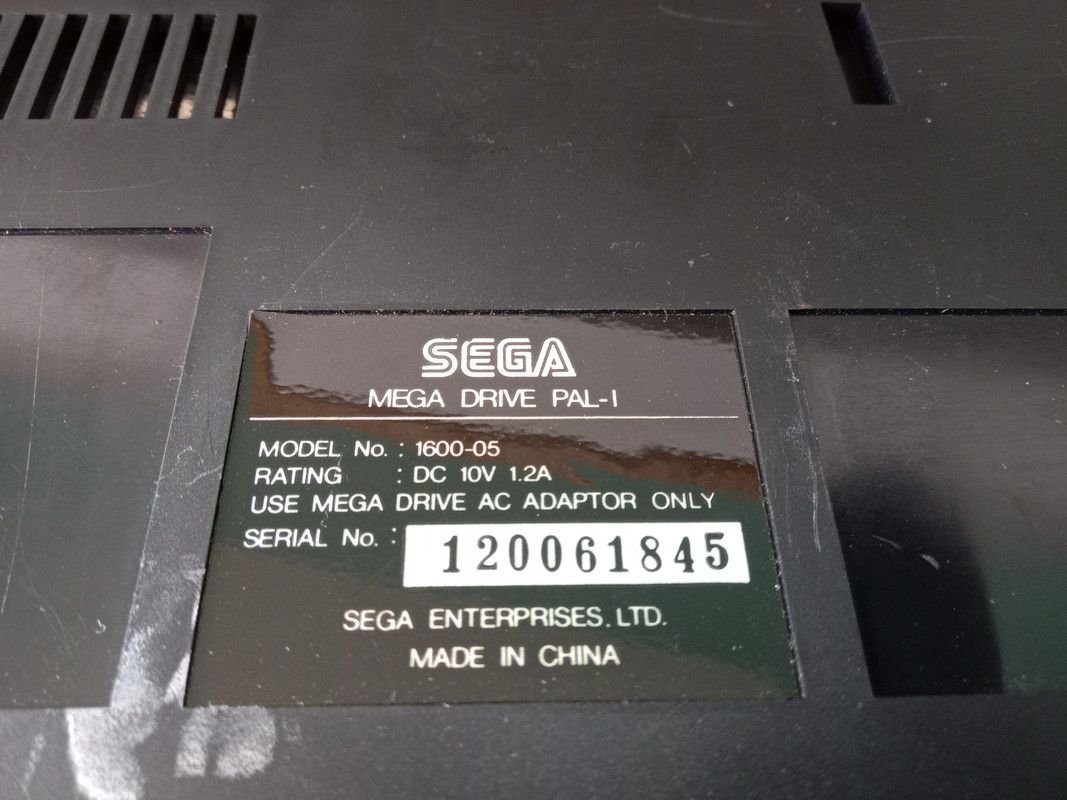 SEGA
MEGA DRIVE PAL-I
MODEL No. : 1600-05
RATING : DC 10V 1.2A
USE MEGA DRIVE AC ADAPTOR ONLY
SERIAL No. : 120061845
SEGA ENTERPRISES, LTD.
MADE IN CHINA